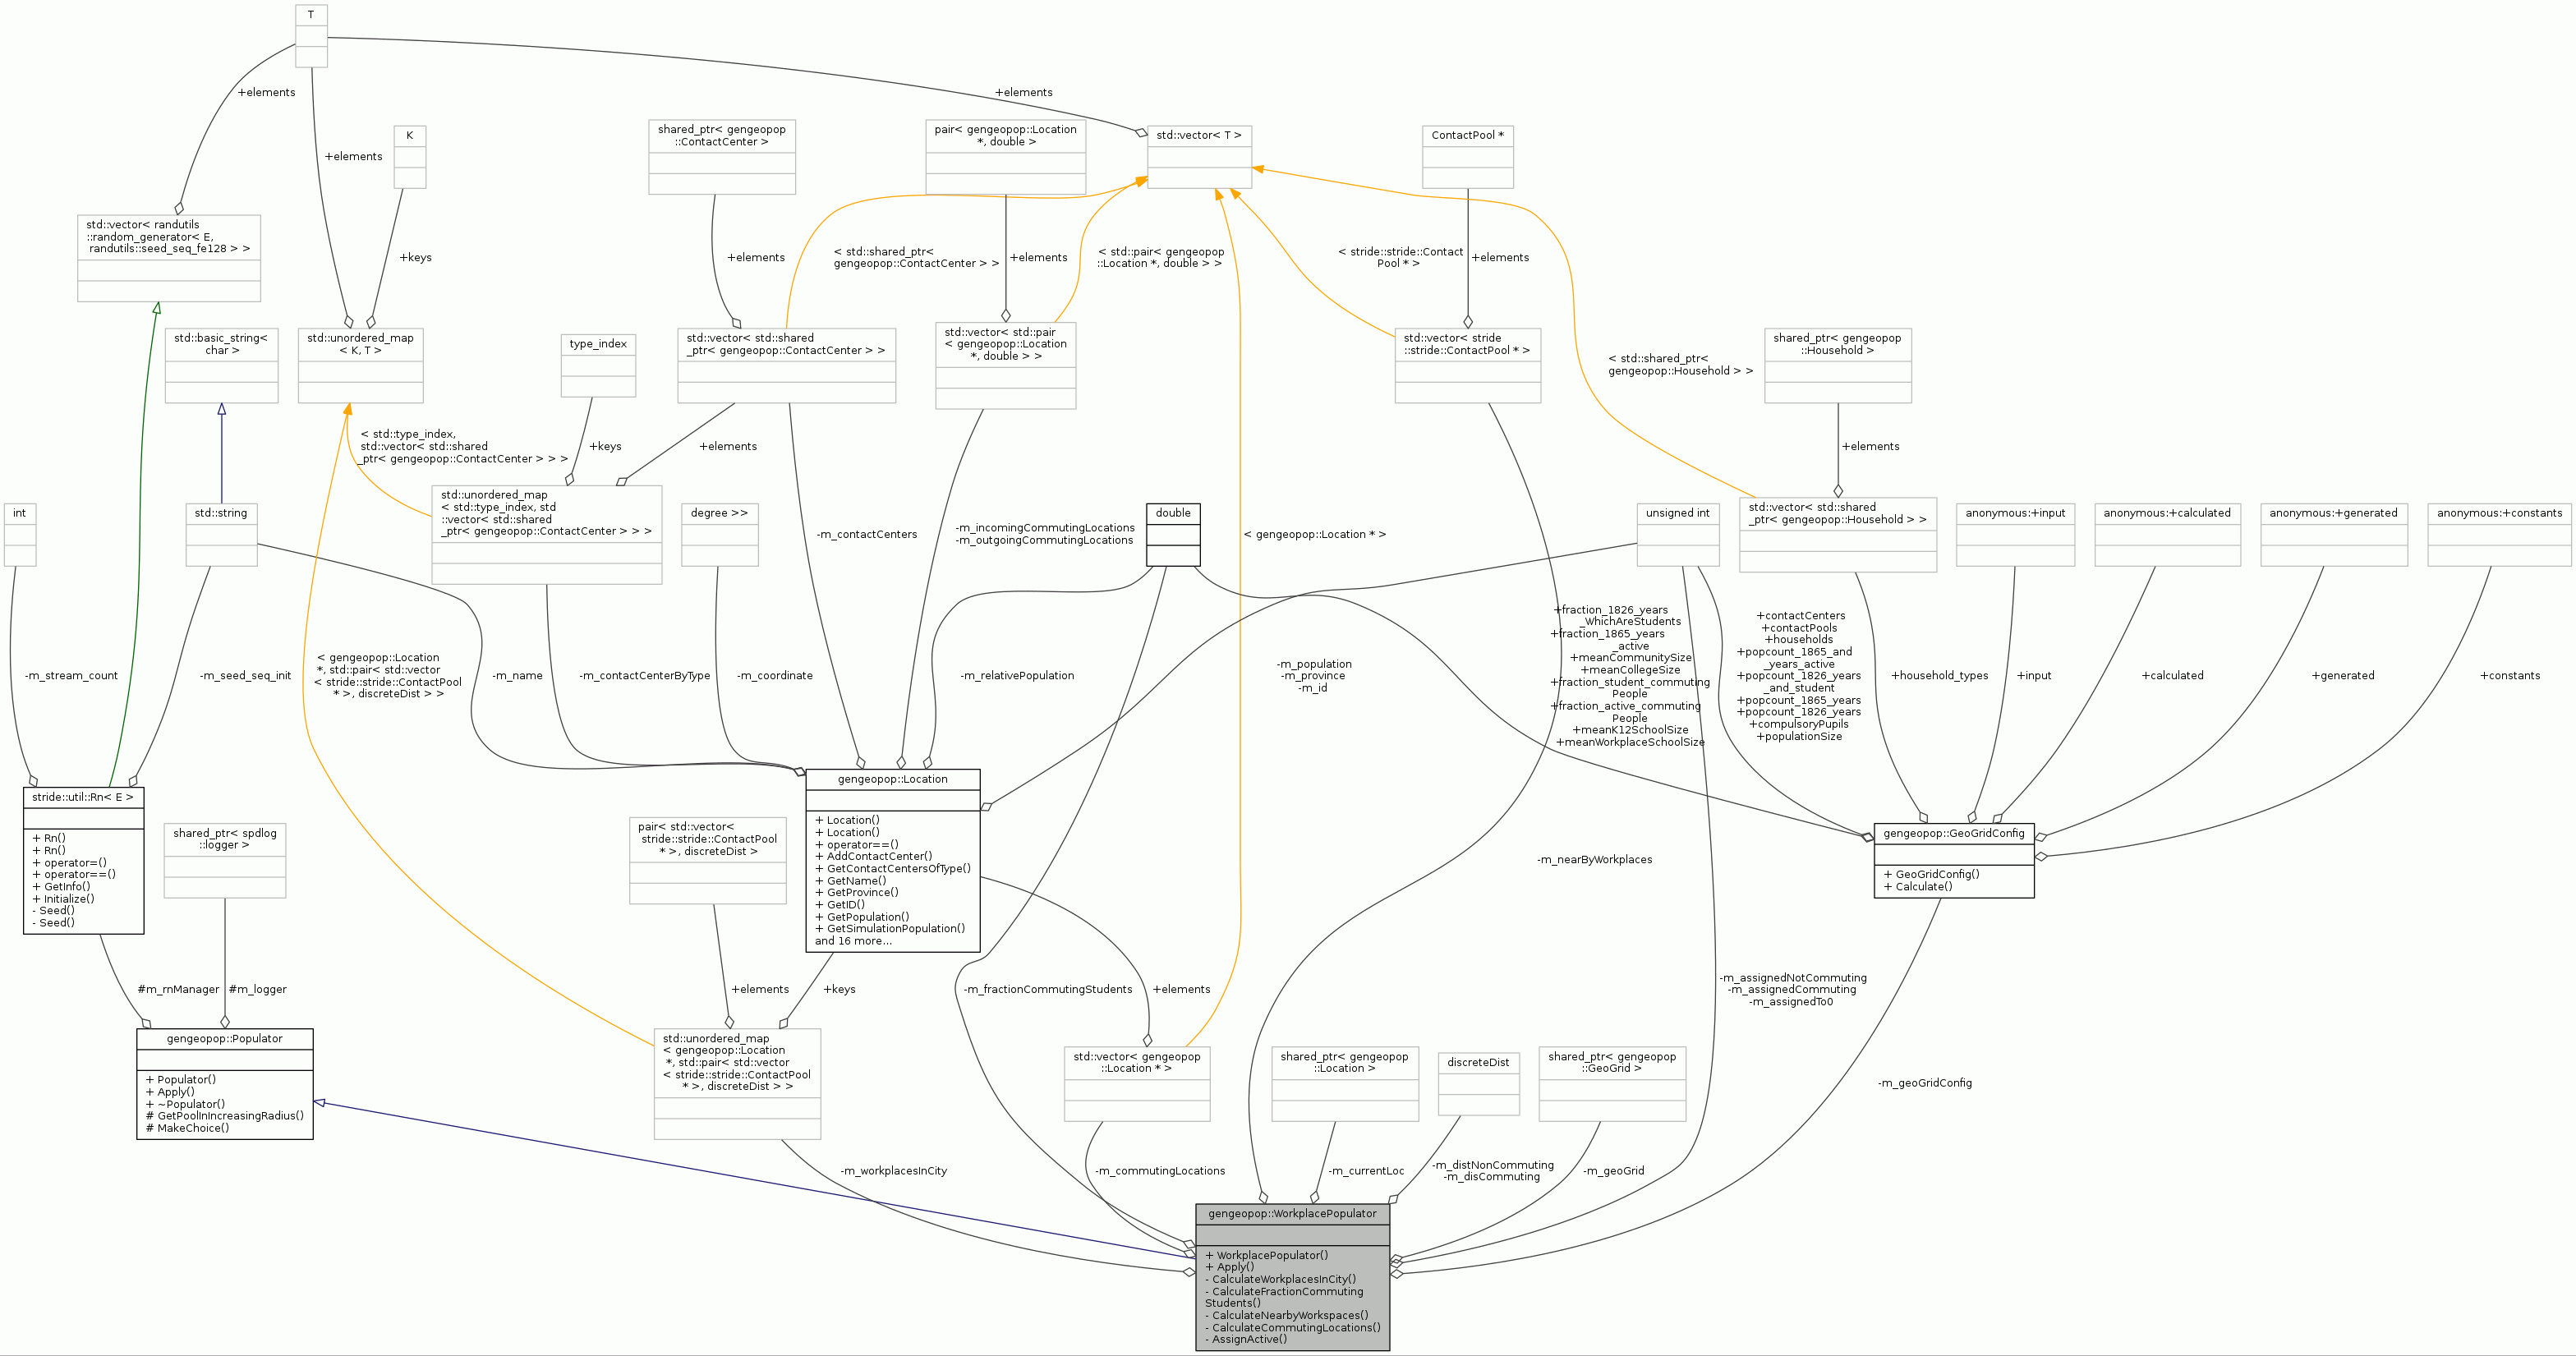 T
+elements
+elements
+elements
K
shared_ptr< gengeopop
::ContactCenter >
pair< gengeopop::Location
*, double >
std::vector< T >
ContactPool *
std::vector< randutils
::random_generator< E,
randutils::seed_seq_fe128 > >
+keys
+elements
< std::shared_ptr<
gengeopop::ContactCenter > >
+elements
< std::pair< gengeopop
::Location *, double > >
< stride::stride::Contact
Pool * >
+elements
std::basic_string<
char >
std::unordered_map
< K, T >
type_index
std::vector< std::shared
_ptr< gengeopop::ContactCenter > >
std::vector< std::pair
< gengeopop::Location
*, double > >
std::vector< stride
::stride::ContactPool * >
< std::shared_ptr<
gengeopop::Household > >
shared_ptr< gengeopop
::Household >
< std::type_index,
std::vector< std::shared
_ptr< gengeopop::ContactCenter > > >
+keys
+elements
+elements
int
std::string
std::unordered_map
< std::type_index, std
::vector< std::shared
_ptr< gengeopop::ContactCenter > > >
degree >>
-m_contactCenters
-m_incomingCommutingLocations
-m_outgoingCommutingLocations
double
< gengeopop::Location * >
unsigned int
std::vector< std::shared
_ptr< gengeopop::Household > >
anonymous:+input
anonymous:+calculated
anonymous:+generated
anonymous:+constants
-m_stream_count
-m_seed_seq_init
< gengeopop::Location
*, std::pair< std::vector
< stride::stride::ContactPool
* >, discreteDist > >
-m_name
-m_contactCenterByType
-m_coordinate
-m_relativePopulation
-m_population
-m_province
-m_id
+fraction_1826_years
_WhichAreStudents
+fraction_1865_years
_active
+meanCommunitySize
+meanCollegeSize
+fraction_student_commuting
People
+fraction_active_commuting
People
+meanK12SchoolSize
+meanWorkplaceSchoolSize
+contactCenters
+contactPools
+households
+popcount_1865_and
_years_active
+popcount_1826_years
_and_student
+popcount_1865_years
+popcount_1826_years
+compulsoryPupils
+populationSize
+household_types
+input
+calculated
+generated
+constants
stride::util::Rn< E >
+ Rn()
+ Rn()
+ operator=()
+ operator==()
+ GetInfo()
+ Initialize()
- Seed()
- Seed()
shared_ptr< spdlog
::logger >
pair< std::vector<
stride::stride::ContactPool
* >, discreteDist >
gengeopop::Location
+ Location()
+ Location()
+ operator==()
+ AddContactCenter()
+ GetContactCentersOfType()
+ GetName()
+ GetProvince()
+ GetID()
+ GetPopulation()
+ GetSimulationPopulation()
and 16 more...
-m_nearByWorkplaces
gengeopop::GeoGridConfig
+ GeoGridConfig()
+ Calculate()
#m_rnManager
#m_logger
+elements
+keys
-m_fractionCommutingStudents
+elements
-m_assignedNotCommuting
-m_assignedCommuting
-m_assignedTo0
gengeopop::Populator
+ Populator()
+ Apply()
+ ~Populator()
# GetPoolInIncreasingRadius()
# MakeChoice()
std::unordered_map
< gengeopop::Location
*, std::pair< std::vector
< stride::stride::ContactPool
* >, discreteDist > >
std::vector< gengeopop
::Location * >
shared_ptr< gengeopop
::Location >
discreteDist
shared_ptr< gengeopop
::GeoGrid >
-m_geoGridConfig
-m_workplacesInCity
-m_commutingLocations
-m_currentLoc
-m_distNonCommuting
-m_disCommuting
-m_geoGrid
gengeopop::WorkplacePopulator
+ WorkplacePopulator()
+ Apply()
- CalculateWorkplacesInCity()
- CalculateFractionCommuting
Students()
- CalculateNearbyWorkspaces()
- CalculateCommutingLocations()
- AssignActive()